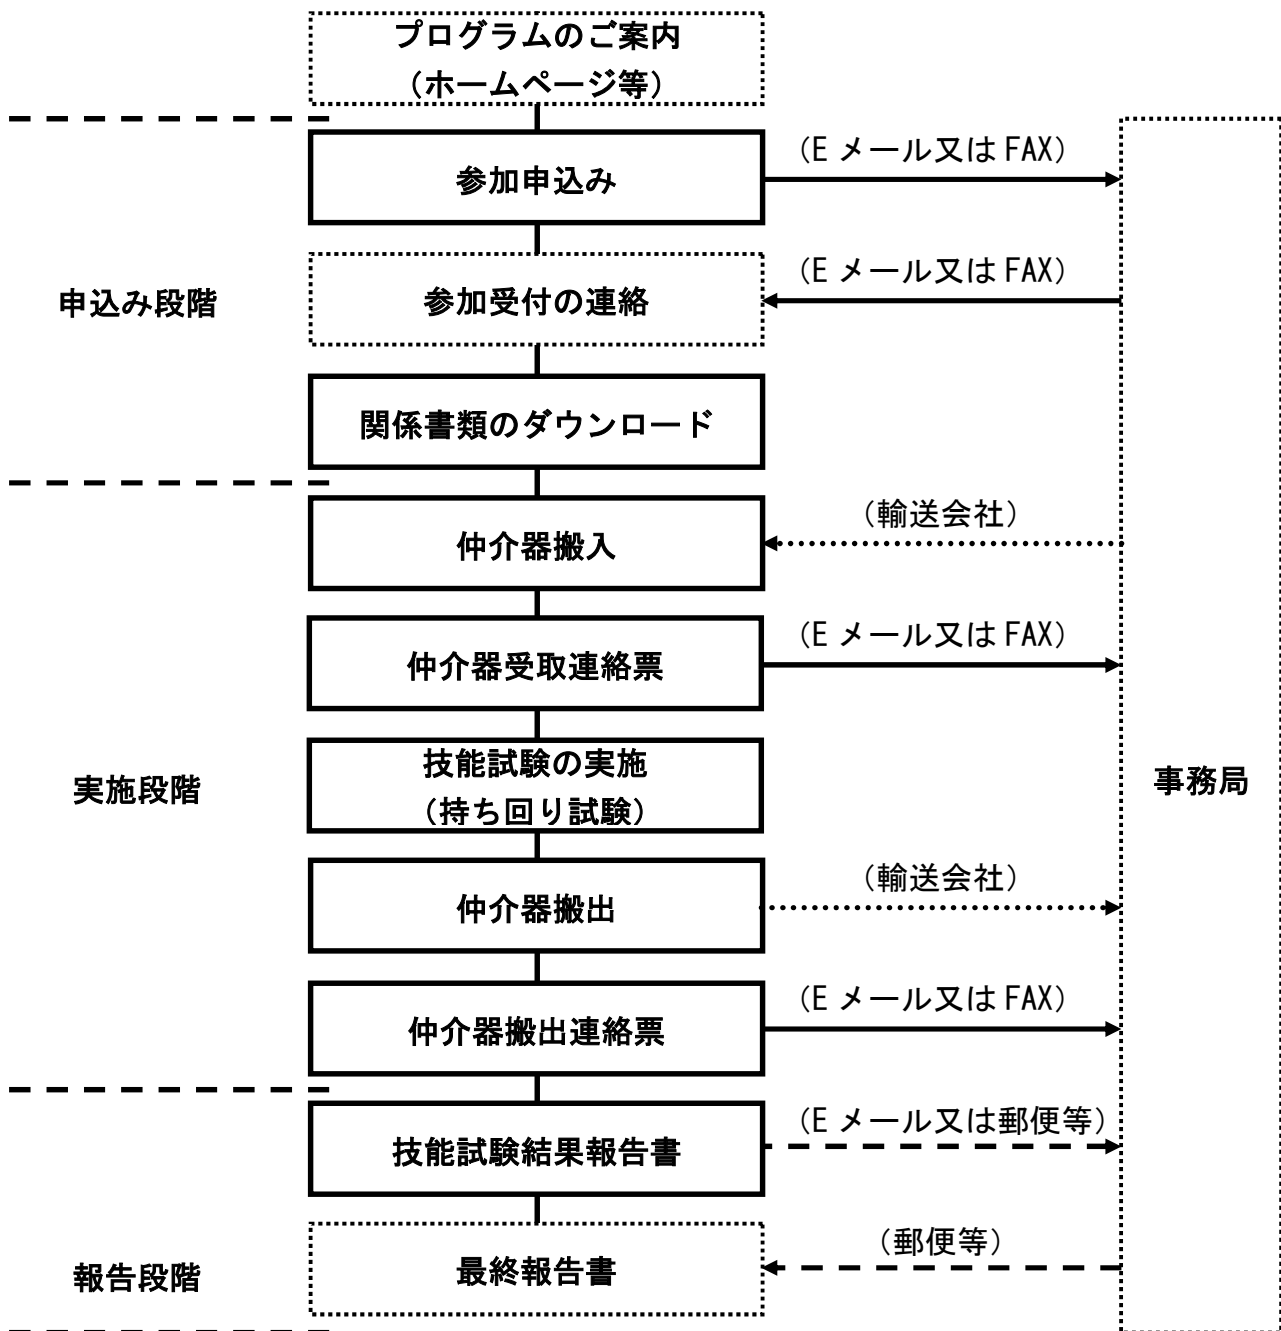 プログラムのご案内
（ホームページ等）
参加申込み
（E メール又は FAX）
申込み段階
参加受付の連絡
（E メール又は FAX）
関係書類のダウンロード
仲介器搬入
（輸送会社）
仲介器受取連絡票
（E メール又は FAX）
実施段階
技能試験の実施
（持ち回り試験）
事務局
仲介器搬出
（輸送会社）
仲介器搬出連絡票
（E メール又は FAX）
技能試験結果報告書
（E メール又は郵便等）
報告段階
最終報告書
（郵便等）